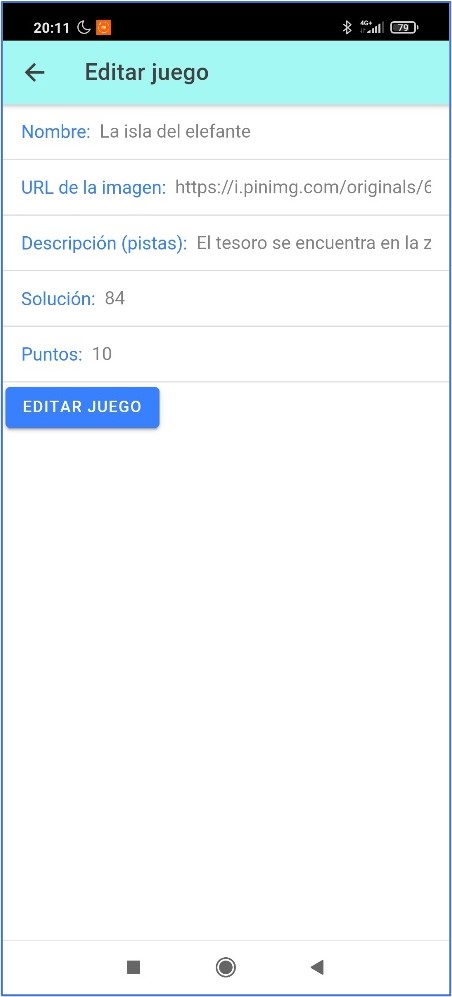 20:11 4G+ 79
Editar juego
Nombre: La isla del elefante
URL de la imagen: https://i.pinimg.com/originals/6
Descripción (pistas): El tesoro se encuentra en la z
Solución: 84
Puntos: 10
EDITAR JUEGO